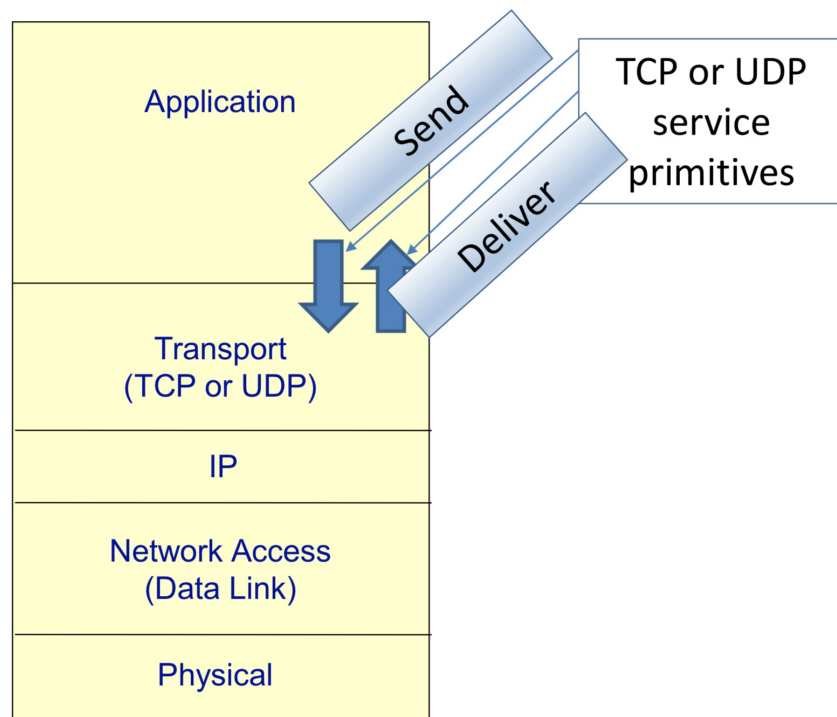 Application
Send
TCP or UDP
service
primitives
Deliver
Transport
(TCP or UDP)
IP
Network Access
(Data Link)
Physical